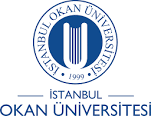 İSTANBUL OKAN ÜNİVERSİTESİ
• 1999 •
İSTANBUL
OKAN ÜNİVERSİTESİ